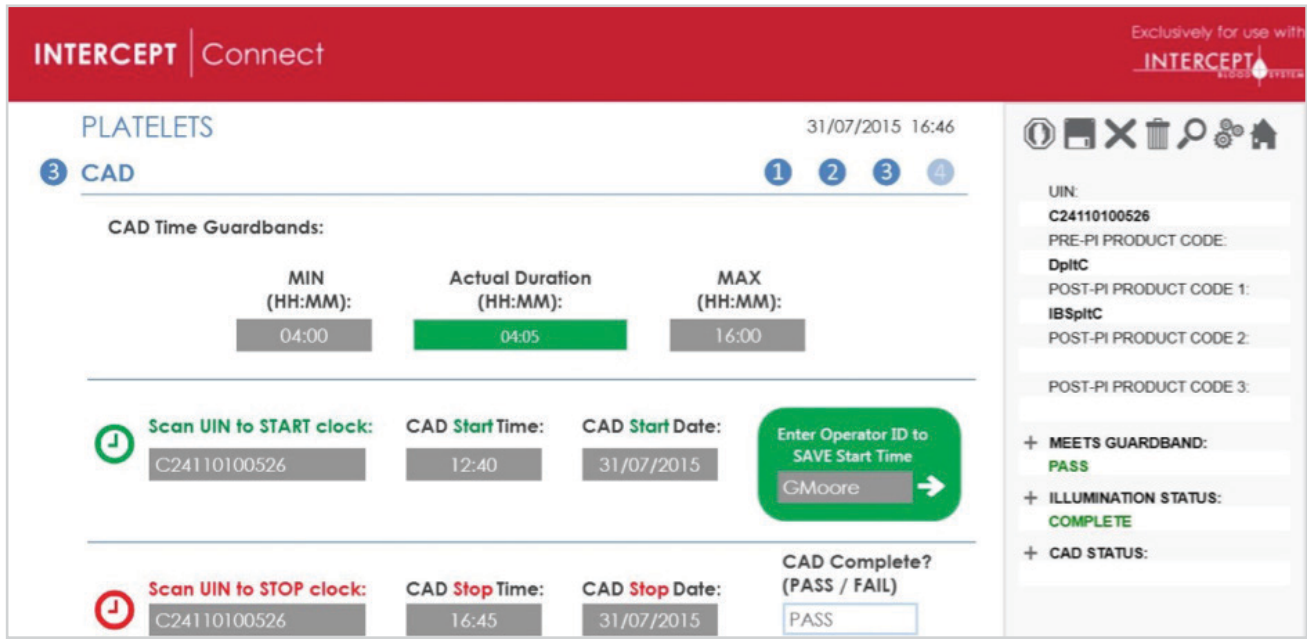 INTERCEPT Connect
Exclusively for use with
INTERCEPT
BLOOD SYSTEM
PLATELETS
31/07/2015 16:46
3 CAD
1 2 3 4
CAD Time Guardbands:
MIN
(HH:MM):
Actual Duration
(HH:MM):
MAX
(HH:MM):
04:00
04:05
16:00
Scan UIN to START clock:
C24110100526
CAD Start Time:
12:40
CAD Start Date:
31/07/2015
Enter Operator ID to
SAVE Start Time
GMoore
Scan UIN to STOP clock:
C24110100526
CAD Stop Time:
16:45
CAD Stop Date:
31/07/2015
CAD Complete?
(PASS / FAIL)
PASS
UIN:
C24110100526
PRE-PI PRODUCT CODE:
DpltC
POST-PI PRODUCT CODE 1:
IBSpltC
POST-PI PRODUCT CODE 2:
POST-PI PRODUCT CODE 3:
+ MEETS GUARDBAND:
PASS
+ ILLUMINATION STATUS:
COMPLETE
+ CAD STATUS: